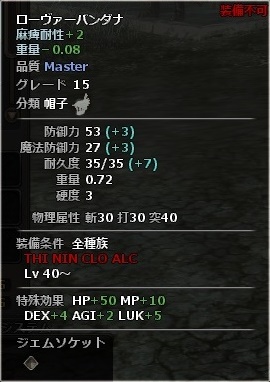 装備不可
ローヴァーバンダナ
麻痺耐性+2
重量-0.08
品質 Master
グレード 15
分類 帽子
防御力 53 (+3)
魔法防御力 27 (+3)
耐久度 35/35 (+7)
重量 0.72
硬度 3
物理属性 斬30 打30 突40
装備条件 全種族
THI NIN CLO ALC
Lv 40～
特殊効果 HP+50 MP+10
DEX+4 AGI+2 LUK+5
ジェムソケット